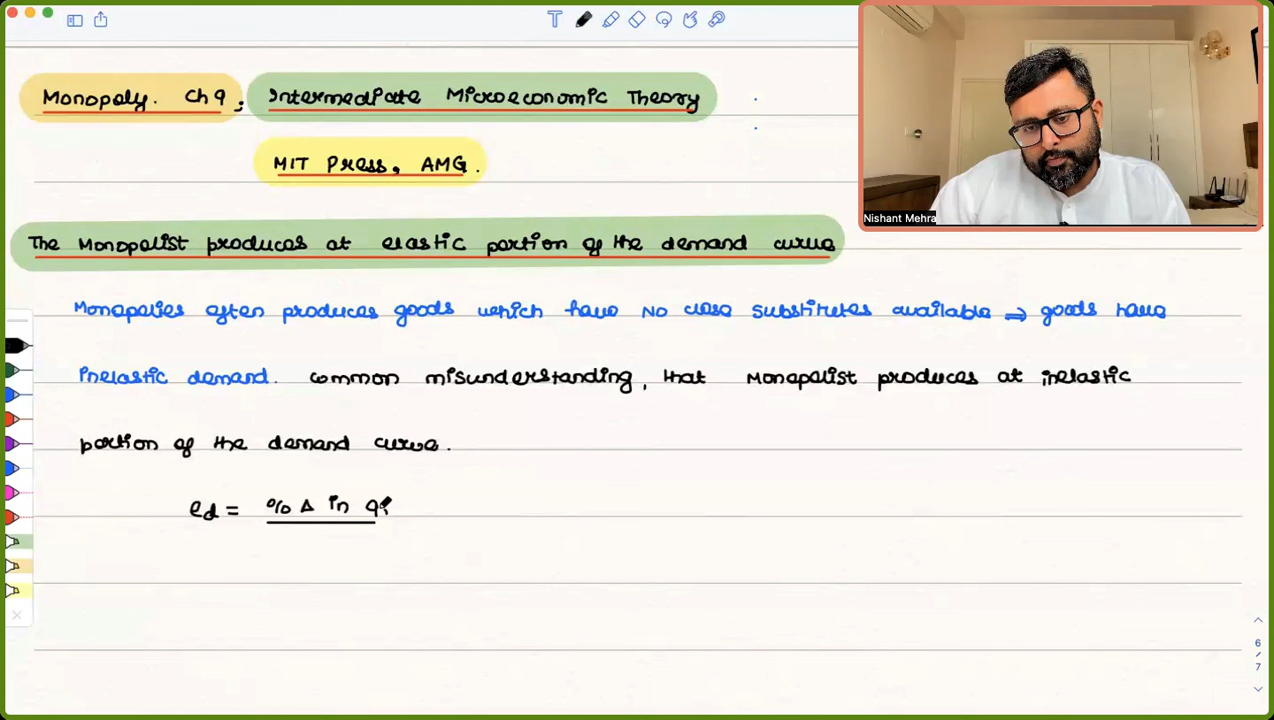 Monopoly. Ch 9; Intermediate Microeconomic Theory
MIT Press, AMG.
The Monopolist produces at elastic portion of the demand curve
Monopolies often produces goods which have No close substitutes available ⇒ goods have
inelastic demand. common misunderstanding, that Monopolist produces at inelastic
portion of the demand curve.
ed = % Δ in q
Nishant Mehra
6
/
7